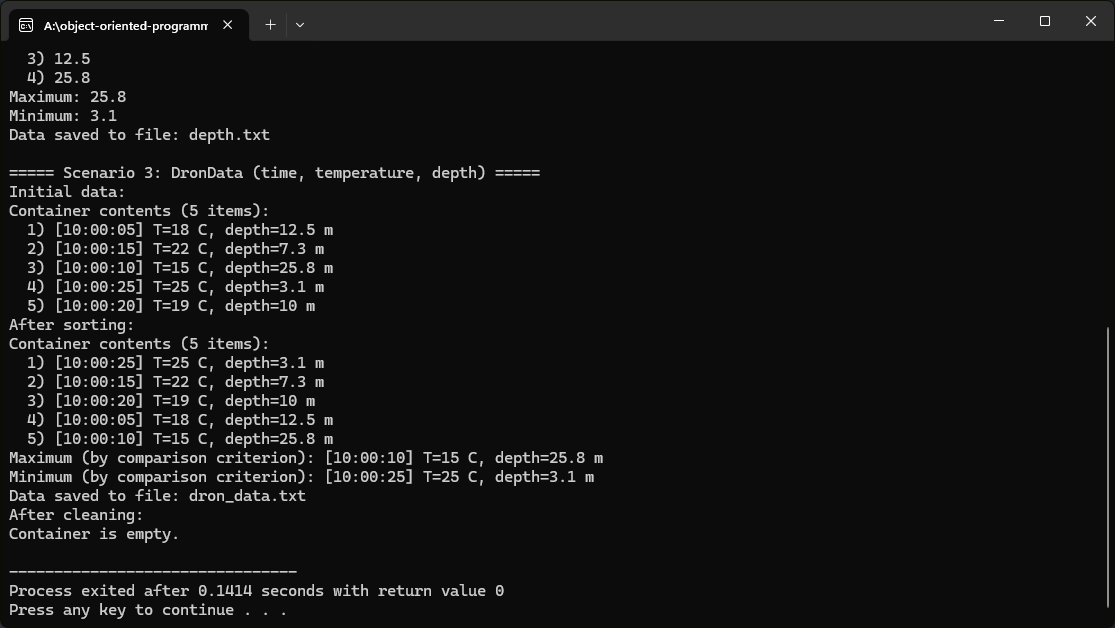 A:\object-oriented-programm
3) 12.5
4) 25.8
Maximum: 25.8
Minimum: 3.1
Data saved to file: depth.txt
===== Scenario 3: DronData (time, temperature, depth) =====
Initial data:
Container contents (5 items):
1) [10:00:05] T=18 C, depth=12.5 m
2) [10:00:15] T=22 C, depth=7.3 m
3) [10:00:10] T=15 C, depth=25.8 m
4) [10:00:25] T=25 C, depth=3.1 m
5) [10:00:20] T=19 C, depth=10 m
After sorting:
Container contents (5 items):
1) [10:00:25] T=25 C, depth=3.1 m
2) [10:00:15] T=22 C, depth=7.3 m
3) [10:00:20] T=19 C, depth=10 m
4) [10:00:05] T=18 C, depth=12.5 m
5) [10:00:10] T=15 C, depth=25.8 m
Maximum (by comparison criterion): [10:00:10] T=15 C, depth=25.8 m
Minimum (by comparison criterion): [10:00:25] T=25 C, depth=3.1 m
Data saved to file: dron_data.txt
After cleaning:
Container is empty.
--------------------------------
Process exited after 0.1414 seconds with return value 0
Press any key to continue . . .